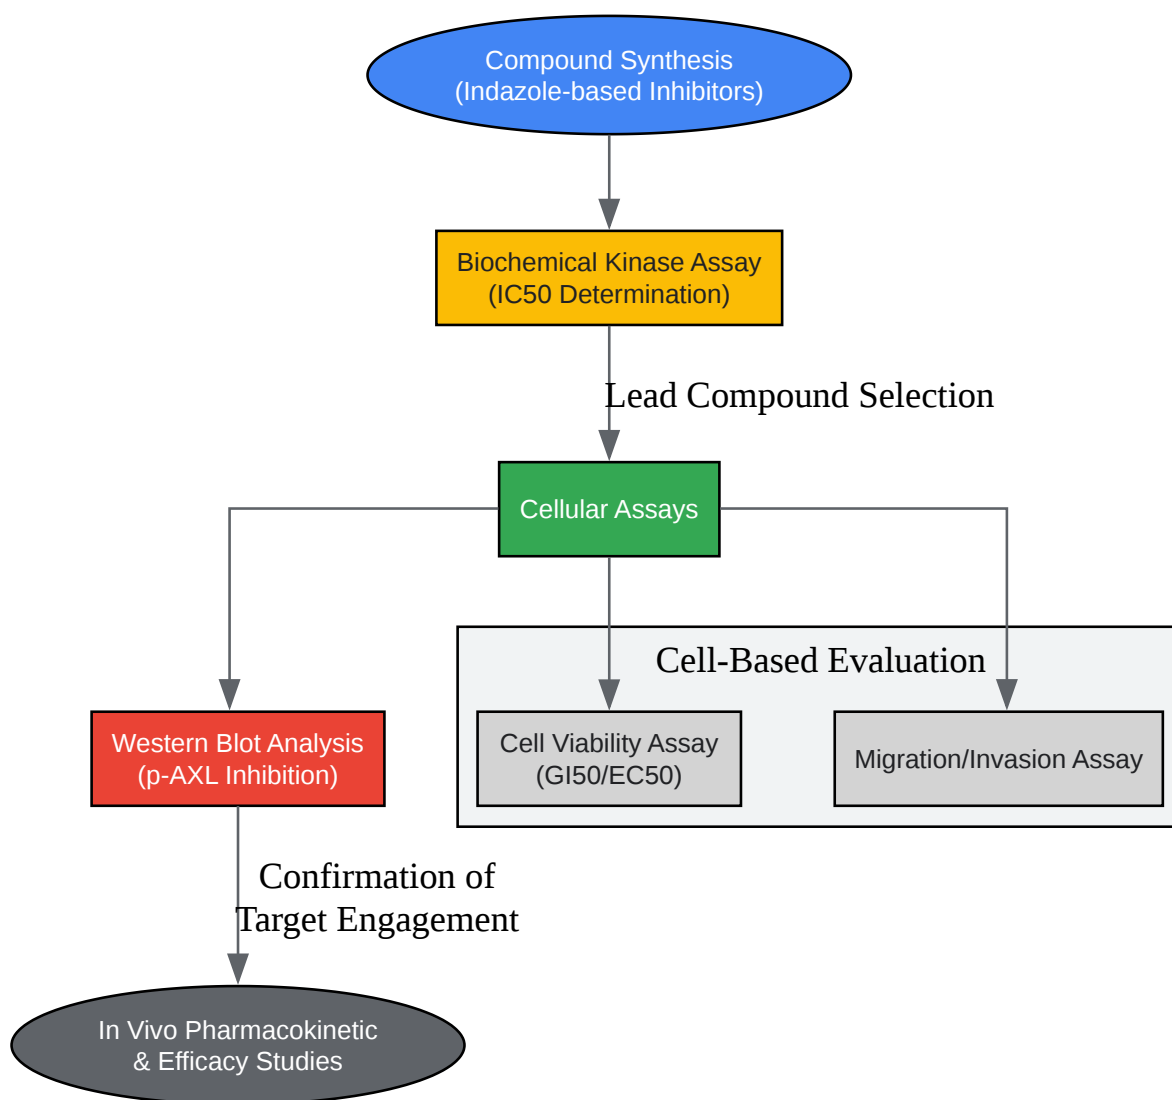 Compound Synthesis
(Indazole-based Inhibitors)
Biochemical Kinase Assay
(IC50 Determination)
Lead Compound Selection
Cellular Assays
Cell-Based Evaluation
Western Blot Analysis
(p-AXL Inhibition)
Cell Viability Assay
(GI50/EC50)
Migration/Invasion Assay
Confirmation of
Target Engagement
In Vivo Pharmacokinetic
& Efficacy Studies